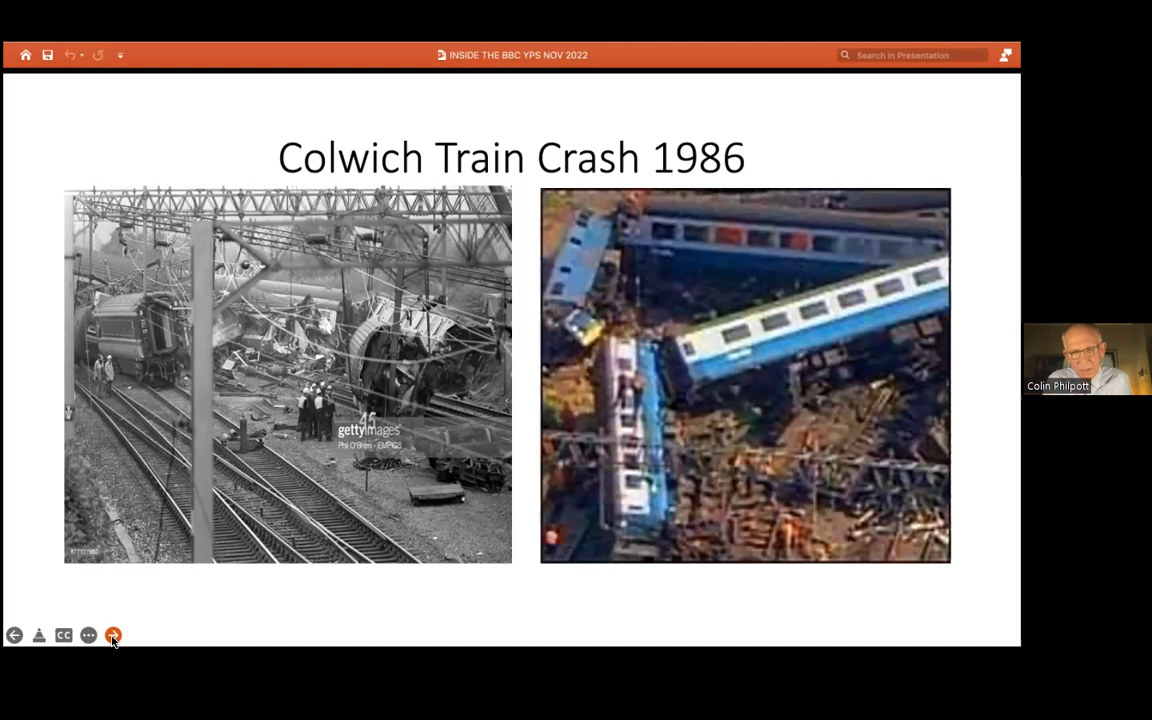 INSIDE THE BBC YPS NOV 2022
Search in Presentation
Colwich Train Crash 1986
gettyimages
Phil O'Brien - EMPICS
Colin Philpott
CC